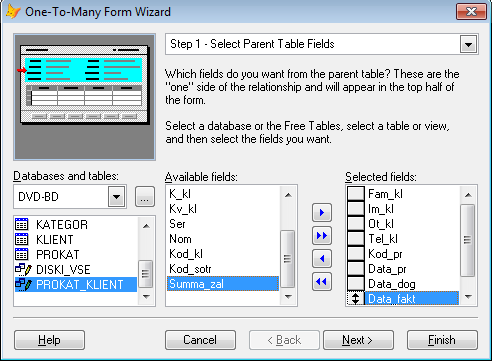 One-To-Many Form Wizard
Step 1 - Select Parent Table Fields
Which fields do you want from the parent table? These are the
"one" side of the relationship and will appear in the top half of
the form.
Select a database or the Free Tables, select a table or view,
and then select the fields you want.
Databases and tables:
DVD-BD
...
KATEGOR
KLIENT
PROKAT
DISKI_VSE
PROKAT_KLIENT
Available fields:
K_kl
Kv_kl
Ser
Nom
Kod_kl
Kod_sotr
Summa_zal
Selected fields:
Fam_kl
Im_kl
Ot_kl
Tel_kl
Kod_pr
Data_pr
Data_dog
Data_fakt
Help
Cancel
< Back
Next >
Finish